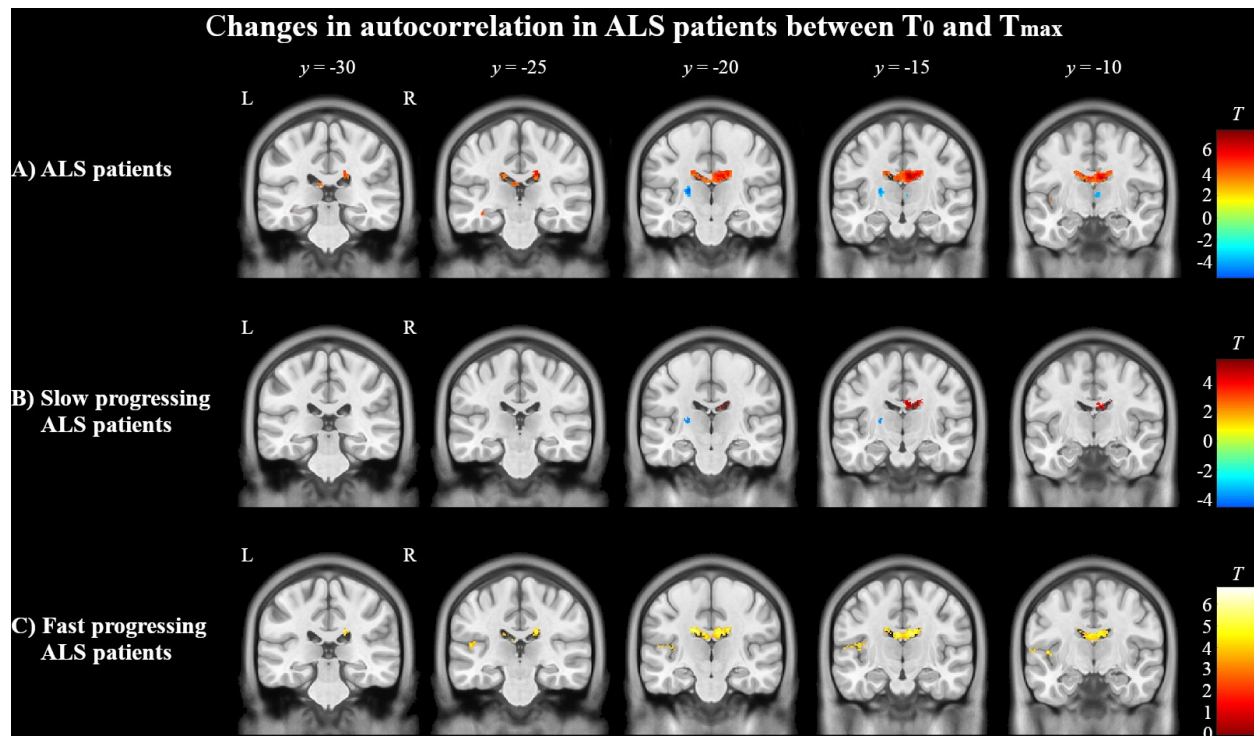 Changes in autocorrelation in ALS patients between T0 and Tmax
y = -30 y = -25 y = -20 y = -15 y = -10
L R T
A) ALS patients
6
4
2
0
-2
-4
L R T
B) Slow progressing
ALS patients
4
2
0
-2
-4
L R T
C) Fast progressing
ALS patients
6
5
4
3
2
1
0